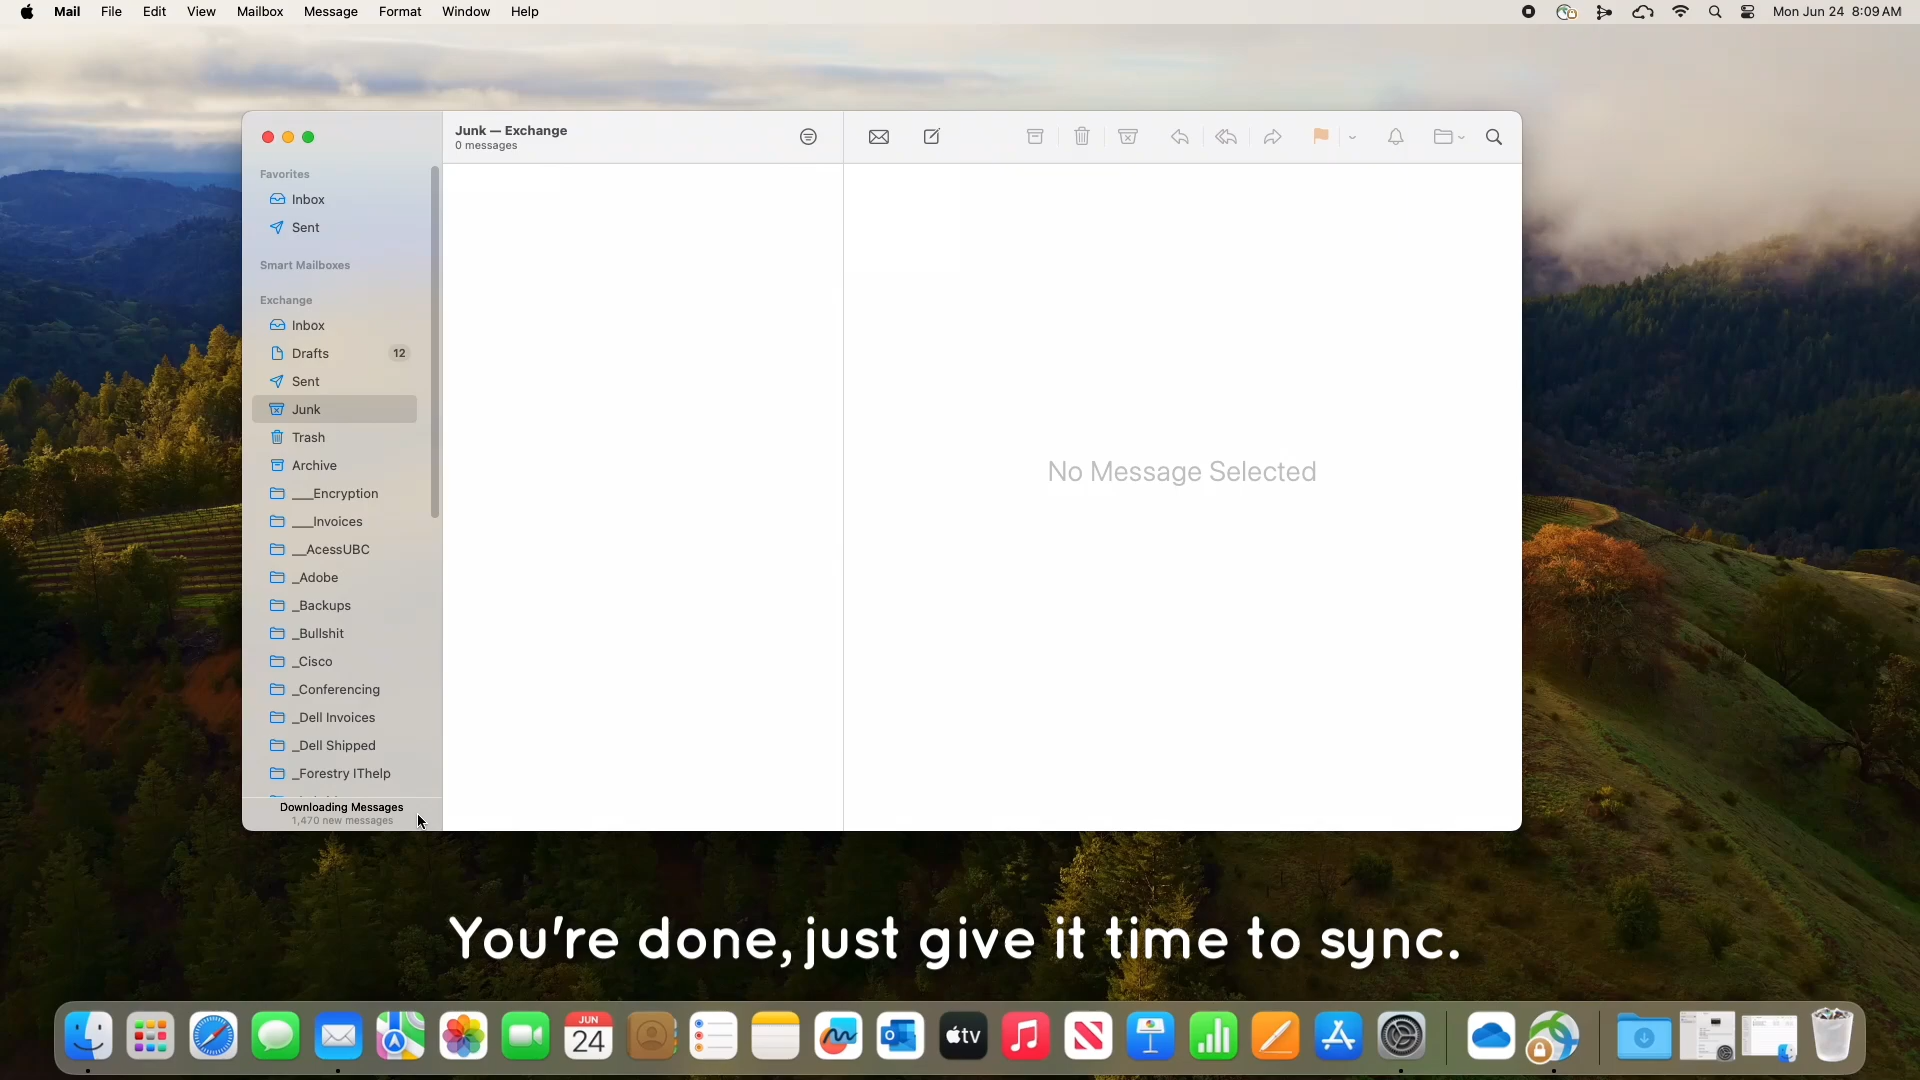 Mail File Edit View Mailbox Message Format Window Help Mon Jun 24 8:09 AM
Junk — Exchange
0 messages
Favorites
Inbox
Sent
Smart Mailboxes
Exchange
Inbox
Drafts 12
Sent
Junk
Trash
Archive
___Encryption
___Invoices
__AcessUBC
_Adobe
_Backups
_Bullshit
_Cisco
_Conferencing
_Dell Invoices
_Dell Shipped
_Forestry IThelp
Downloading Messages
1,470 new messages
No Message Selected
You're done, just give it time to sync.
JUN
24
tv